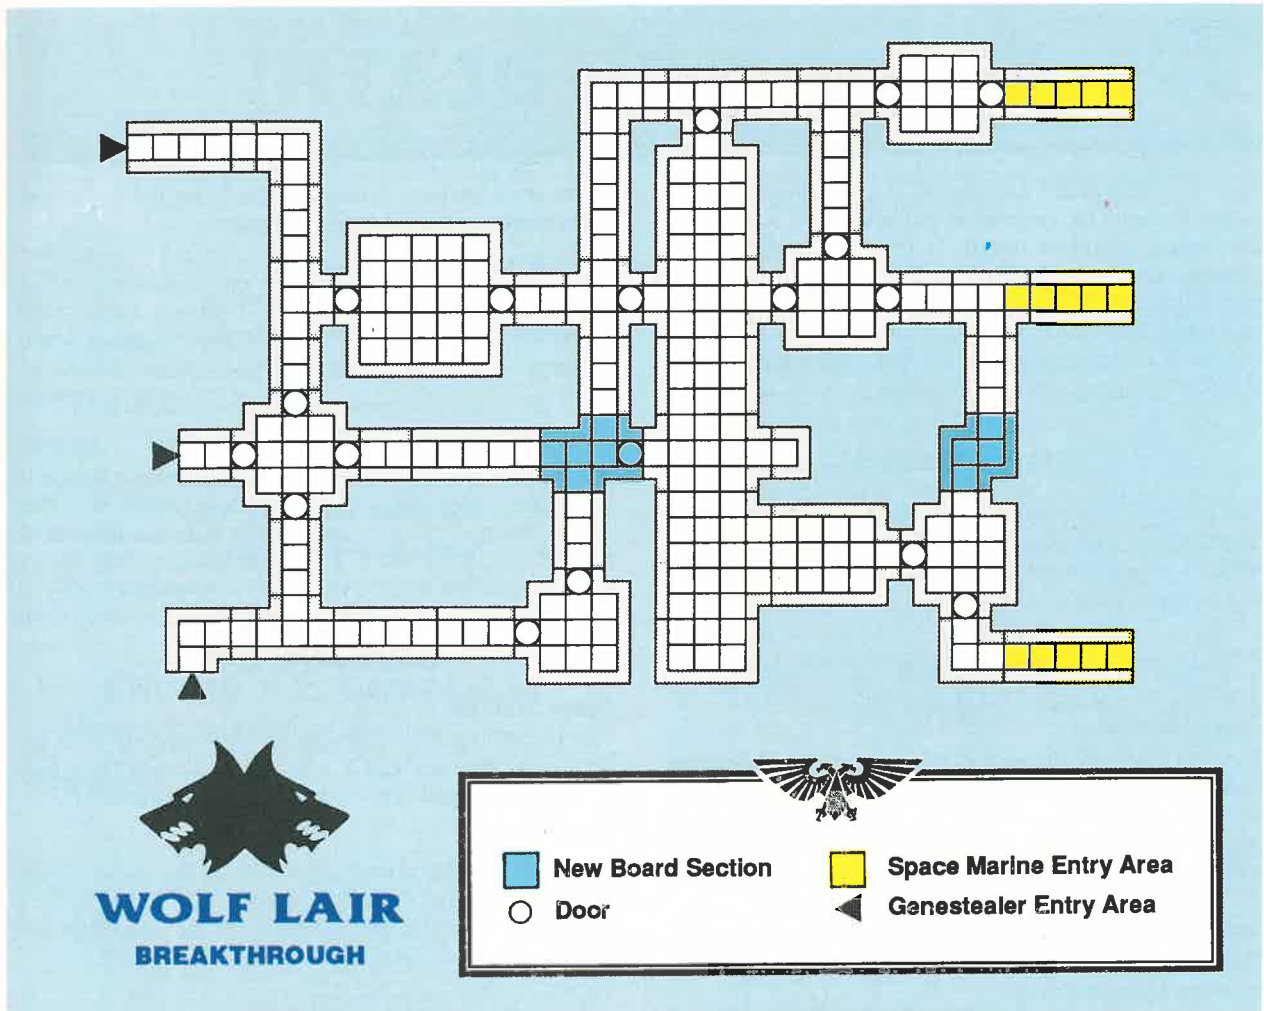 WOLF LAIR
BREAKTHROUGH
New Board Section
Door
Space Marine Entry Area
Genestealer Entry Area